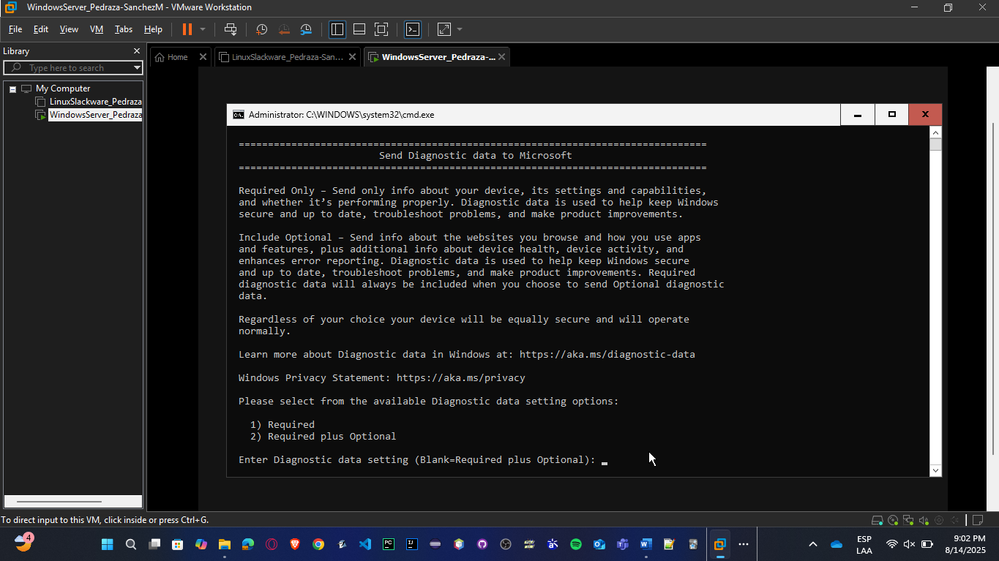 WindowsServer_Pedraza-SanchezM - VMware Workstation
File Edit View VM Tabs Help
Library
Type here to search
My Computer
LinuxSlackware_Pedraza
WindowsServer_Pedraza
Home
LinuxSlackware_Pedraza-San...
WindowsServer_Pedraza-...
Administrator: C:\WINDOWS\system32\cmd.exe
================================================================================
Send Diagnostic data to Microsoft
================================================================================
Required Only – Send only info about your device, its settings and capabilities,
and whether it’s performing properly. Diagnostic data is used to help keep Windows
secure and up to date, troubleshoot problems, and make product improvements.
Include Optional – Send info about the websites you browse and how you use apps
and features, plus additional info about device health, device activity, and
enhances error reporting. Diagnostic data is used to help keep Windows secure
and up to date, troubleshoot problems, and make product improvements. Required
diagnostic data will always be included when you choose to send Optional diagnostic
data.
Regardless of your choice your device will be equally secure and will operate
normally.
Learn more about Diagnostic data in Windows at: https://aka.ms/diagnostic-data
Windows Privacy Statement: https://aka.ms/privacy
Please select from the available Diagnostic data setting options:
1) Required
2) Required plus Optional
Enter Diagnostic data setting (Blank=Required plus Optional):
To direct input to this VM, click inside or press Ctrl+G.
4
ESP
LAA
9:02 PM
8/14/2025